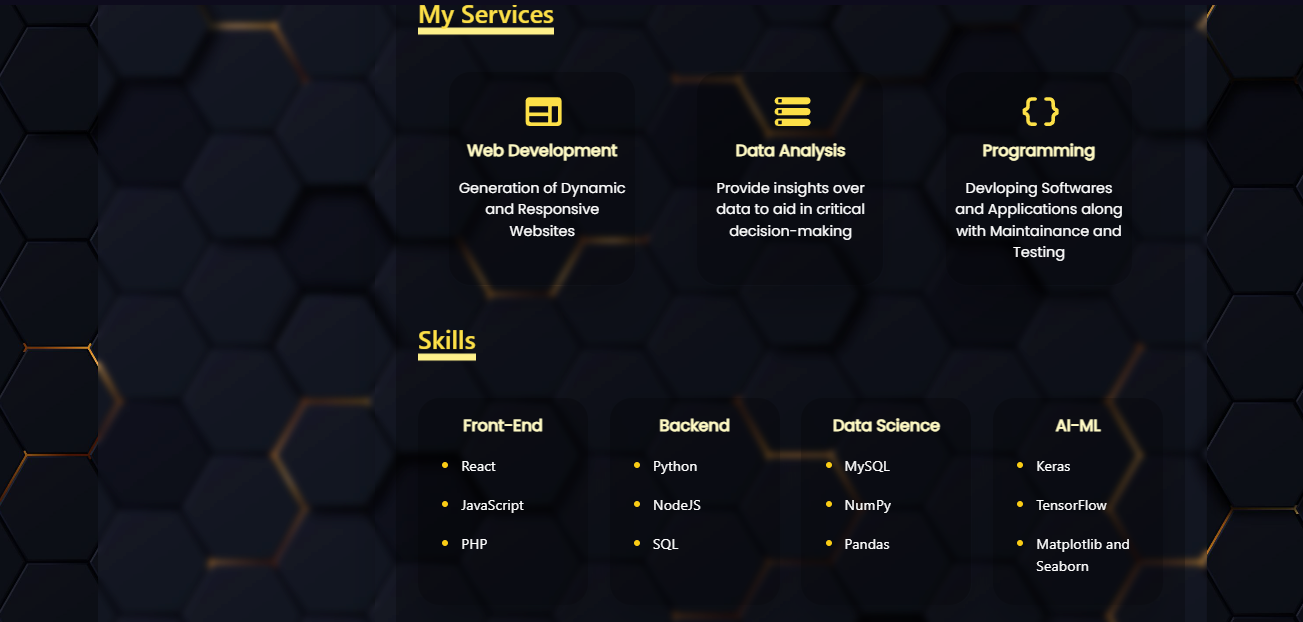 My Services
Web Development
Generation of Dynamic
and Responsive
Websites
Data Analysis
Provide insights over
data to aid in critical
decision-making
Programming
Devloping Softwares
and Applications along
with Maintainance and
Testing
Skills
Front-End
React
JavaScript
PHP
Backend
Python
NodeJS
SQL
Data Science
MySQL
NumPy
Pandas
AI-ML
Keras
TensorFlow
Matplotlib and
Seaborn